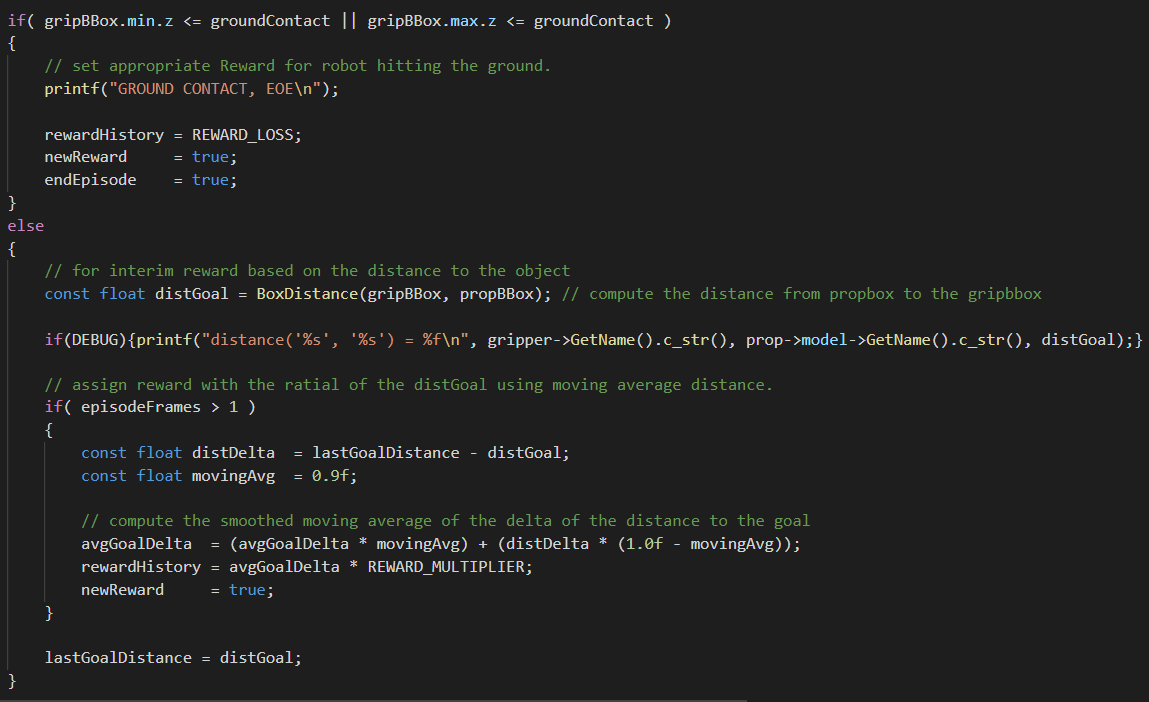 if( gripBBox.min.z <= groundContact || gripBBox.max.z <= groundContact )
{
    // set appropriate Reward for robot hitting the ground.
    printf("GROUND CONTACT, EOE\n");

    rewardHistory = REWARD_LOSS;
    newReward     = true;
    endEpisode    = true;
}
else
{
    // for interim reward based on the distance to the object
    const float distGoal = BoxDistance(gripBBox, propBBox); // compute the distance from propbox to the gripbbox

    if(DEBUG){printf("distance('%s', '%s') = %f\n", gripper->GetName().c_str(), prop->model->GetName().c_str(), distGoal);}

    // assign reward with the ratial of the distGoal using moving average distance.
    if( episodeFrames > 1 )
    {
        const float distDelta  = lastGoalDistance - distGoal;
        const float movingAvg  = 0.9f;

        // compute the smoothed moving average of the delta of the distance to the goal
        avgGoalDelta  = (avgGoalDelta * movingAvg) + (distDelta * (1.0f - movingAvg));
        rewardHistory = avgGoalDelta * REWARD_MULTIPLIER;
        newReward     = true;
    }

    lastGoalDistance = distGoal;
}